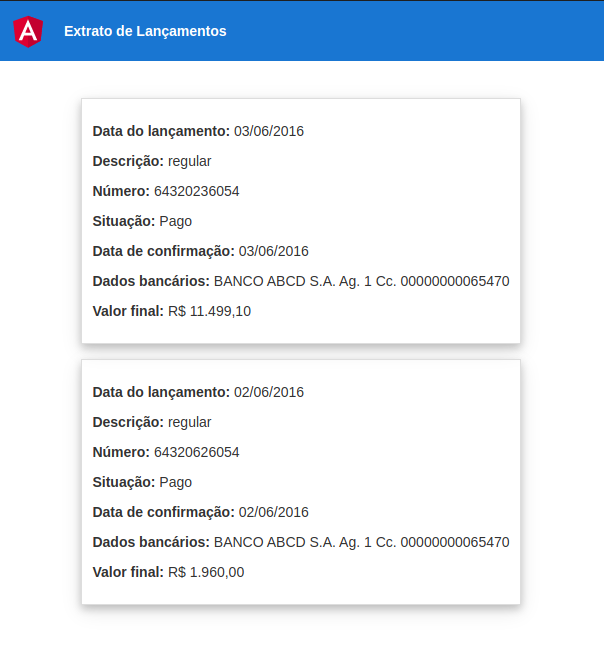 Extrato de Lançamentos
Data do lançamento: 03/06/2016
Descrição: regular
Número: 64320236054
Situação: Pago
Data de confirmação: 03/06/2016
Dados bancários: BANCO ABCD S.A. Ag. 1 Cc. 00000000065470
Valor final: R$ 11.499,10
Data do lançamento: 02/06/2016
Descrição: regular
Número: 64320626054
Situação: Pago
Data de confirmação: 02/06/2016
Dados bancários: BANCO ABCD S.A. Ag. 1 Cc. 00000000065470
Valor final: R$ 1.960,00